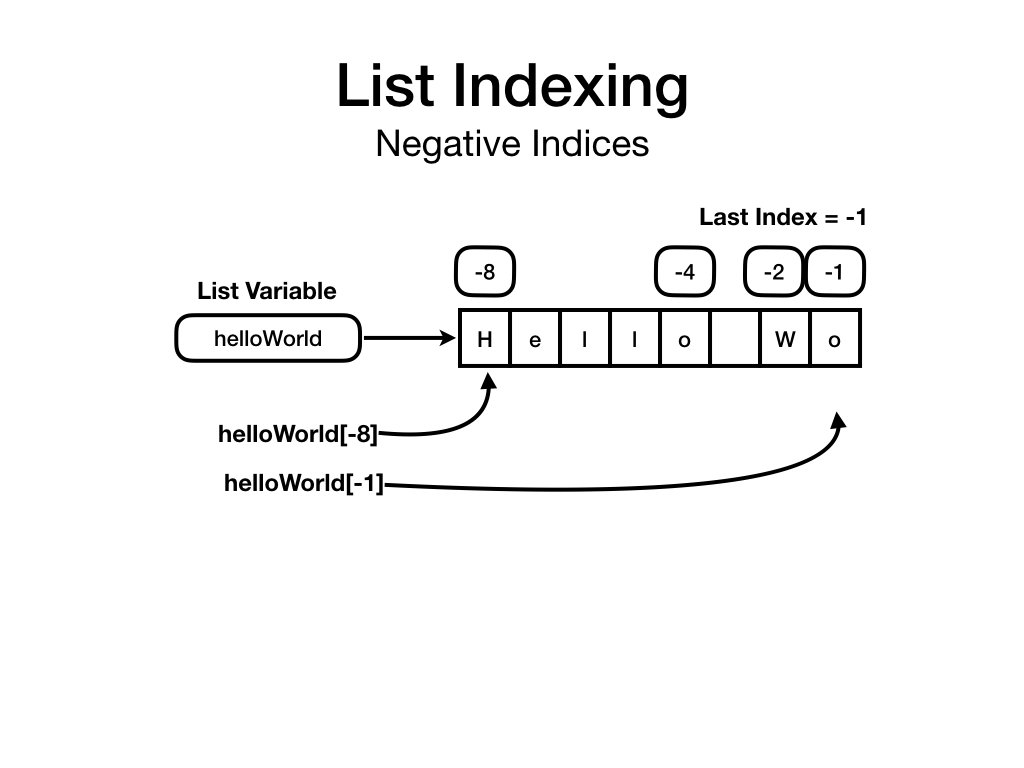 List Indexing
Negative Indices
Last Index = -1
-8 -4 -2 -1
List Variable
helloWorld H e l l o W o
helloWorld[-8]
helloWorld[-1]